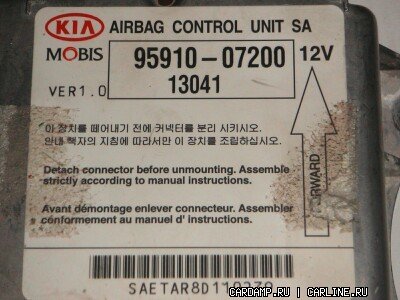 KIA AIRBAG CONTROL UNIT SA
MOBIS 95910-07200 12V
13041
VER1.0
이 장치를 떼어내기 전에 커넥터를 분리 시키시오.
안내 책자의 지침에 따라서만 이 장치를 조립하십시오.
Detach connector before unmounting. Assemble
strictly according to manual instructions.
FORWARD
Avant démontage enlever connecteur. Assembler
conformement au manuel d' instructions.
CARDAMP.RU | CARLINE.RU